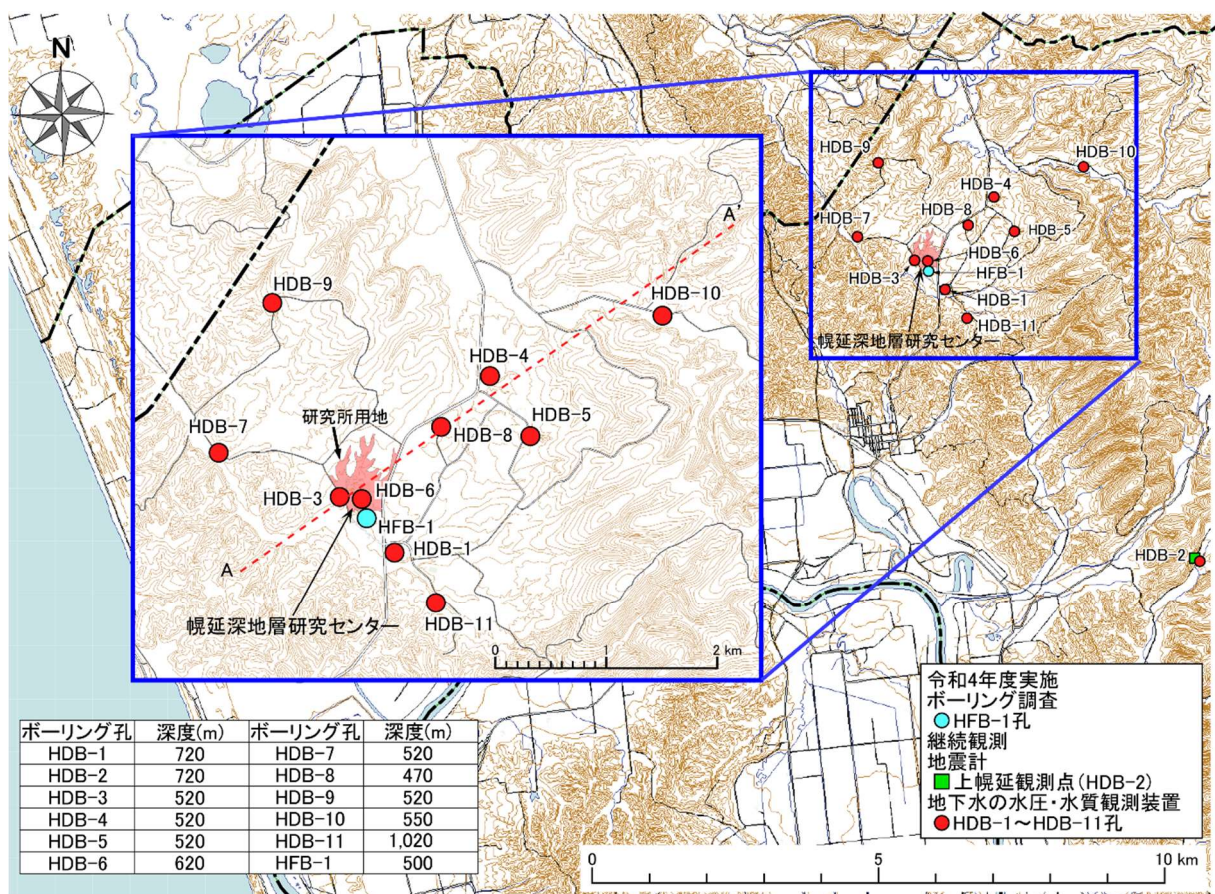 N
HDB-9
HDB-10
HDB-4
HDB-8
HDB-7
HDB-5
HDB-6
HDB-3
HFB-1
HDB-1
HDB-11
幌延深地層研究センター
A'
HDB-9
HDB-10
HDB-4
研究所用地
HDB-5
HDB-7
HDB-8
HDB-6
HDB-3
HFB-1
HDB-1
A
幌延深地層研究センター
HDB-11
0 1 2 km
HDB-2
令和4年度実施
ボーリング調査
HFB-1孔
継続観測
地震計
上幌延観測点(HDB-2)
地下水の水圧・水質観測装置
HDB-1～HDB-11孔
ボーリング孔 深度(m) ボーリング孔 深度(m)
HDB-1 720 HDB-7 520
HDB-2 720 HDB-8 470
HDB-3 520 HDB-9 520
HDB-4 520 HDB-10 550
HDB-5 520 HDB-11 1,020
HDB-6 620 HFB-1 500
0 5 10 km